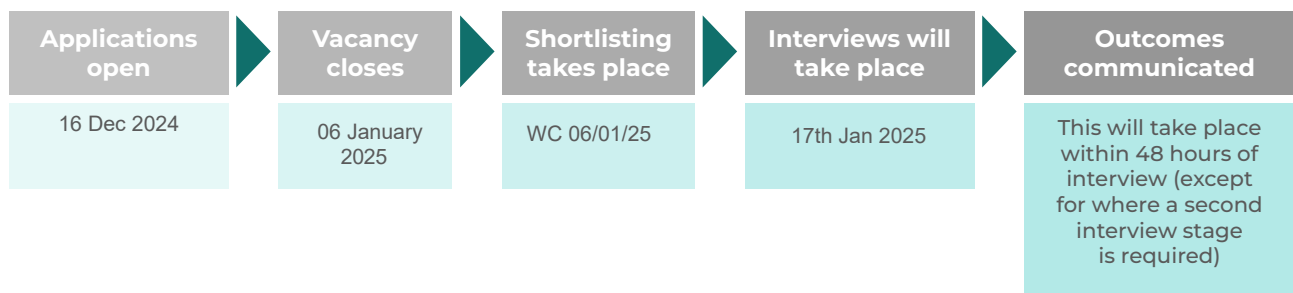 Applications
open
16 Dec 2024
Vacancy
closes
06 January
2025
Shortlisting
takes place
WC 06/01/25
Interviews will
take place
17th Jan 2025
Outcomes
communicated
This will take place
within 48 hours of
interview (except
for where a second
interview stage
is required)